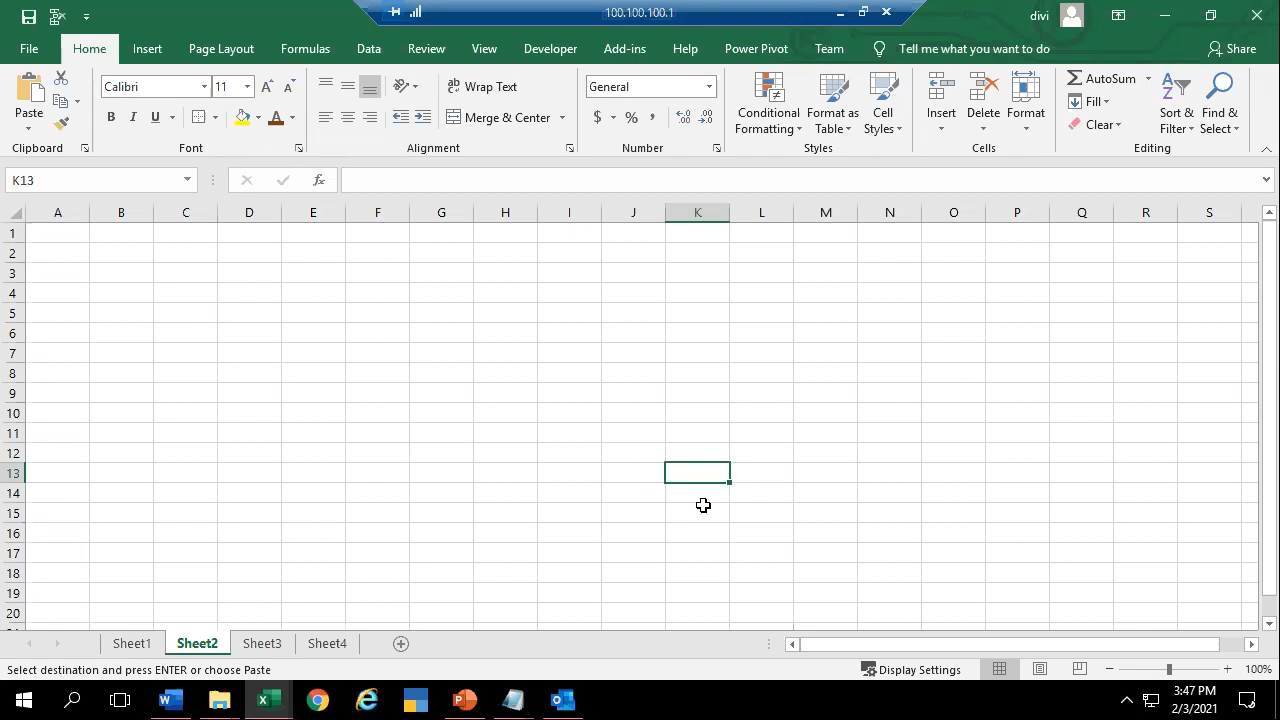 100.100.100.1
divi
File Home Insert Page Layout Formulas Data Review View Developer Add-ins Help Power Pivot Team Tell me what you want to do Share
Paste
Clipboard
Calibri 11
B I U
Font
Wrap Text
Merge & Center
Alignment
General
$ % ,
Number
Conditional Formatting
Format as Table
Cell Styles
Styles
Insert
Delete
Format
Cells
AutoSum
Fill
Clear
Sort & Filter
Find & Select
Editing
K13 fx
A B C D E F G H I J K L M N O P Q R S
1
2
3
4
5
6
7
8
9
10
11
12
13
14
15
16
17
18
19
20
Sheet1 Sheet2 Sheet3 Sheet4
Select destination and press ENTER or choose Paste Display Settings 100%
3:47 PM
2/3/2021